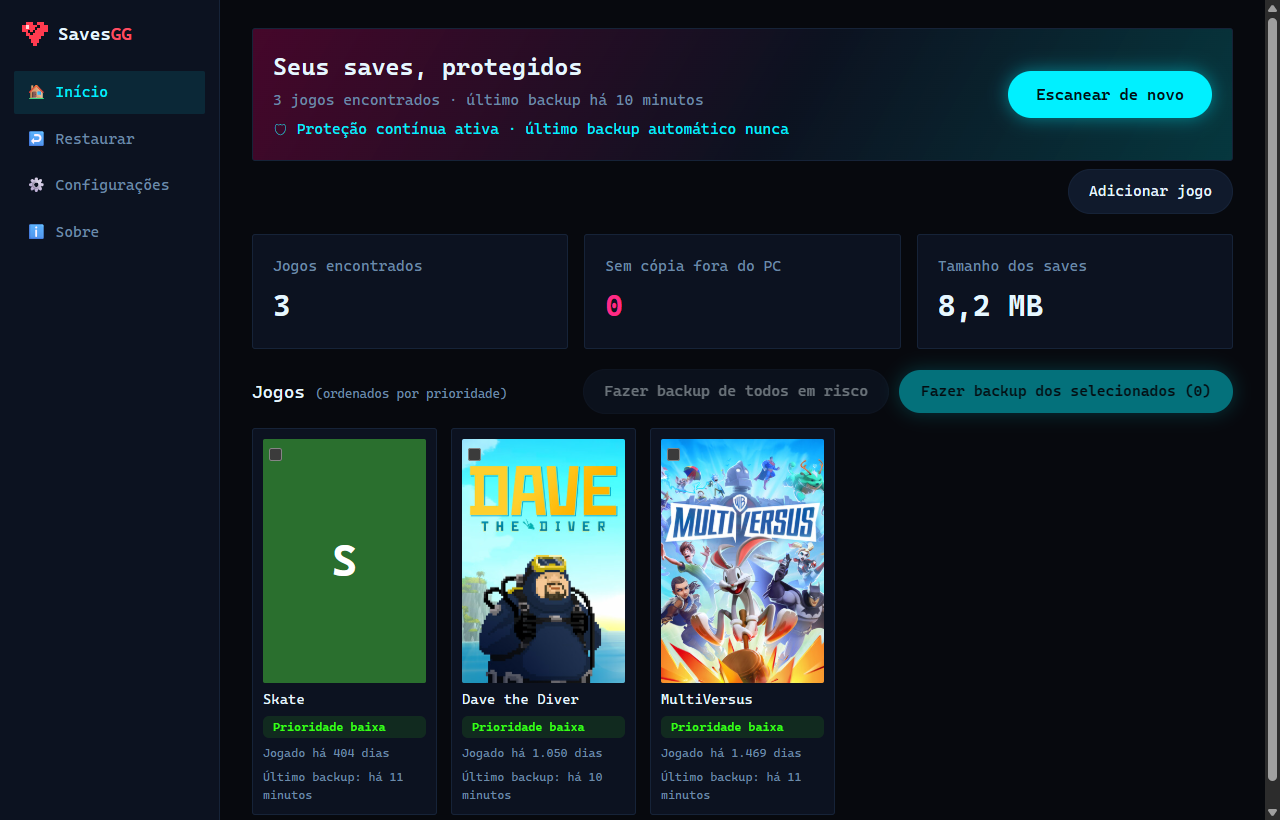 SavesGG
Início
Restaurar
Configurações
Sobre
Seus saves, protegidos
3 jogos encontrados · último backup há 10 minutos
Proteção contínua ativa · último backup automático nunca
Escanear de novo
Adicionar jogo
Jogos encontrados
3
Sem cópia fora do PC
0
Tamanho dos saves
8,2 MB
Jogos (ordenados por prioridade)
Fazer backup de todos em risco
Fazer backup dos selecionados (0)
S
Skate
Prioridade baixa
Jogado há 404 dias
Último backup: há 11
minutos
DAVE
THE DIVER
Dave the Diver
Prioridade baixa
Jogado há 1.050 dias
Último backup: há 10
minutos
WB
MULTIVERSUS
MultiVersus
Prioridade baixa
Jogado há 1.469 dias
Último backup: há 11
minutos